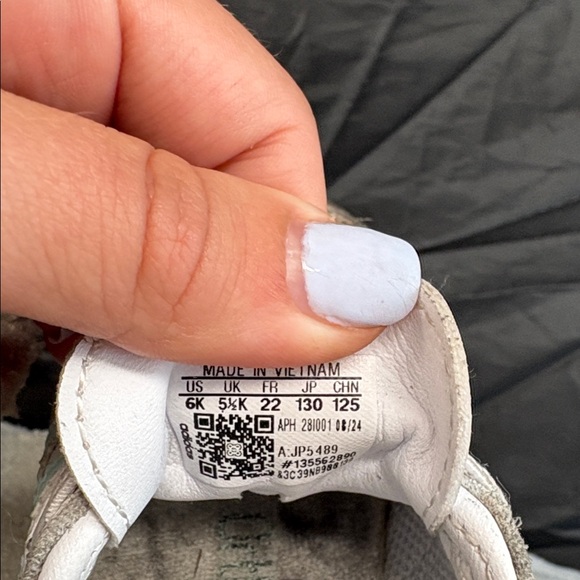 MADE IN VIETNAM
US UK FR JP CHN
6K 5½K 22 130 125
adidas
APH 281001 08/24
A:JP5489